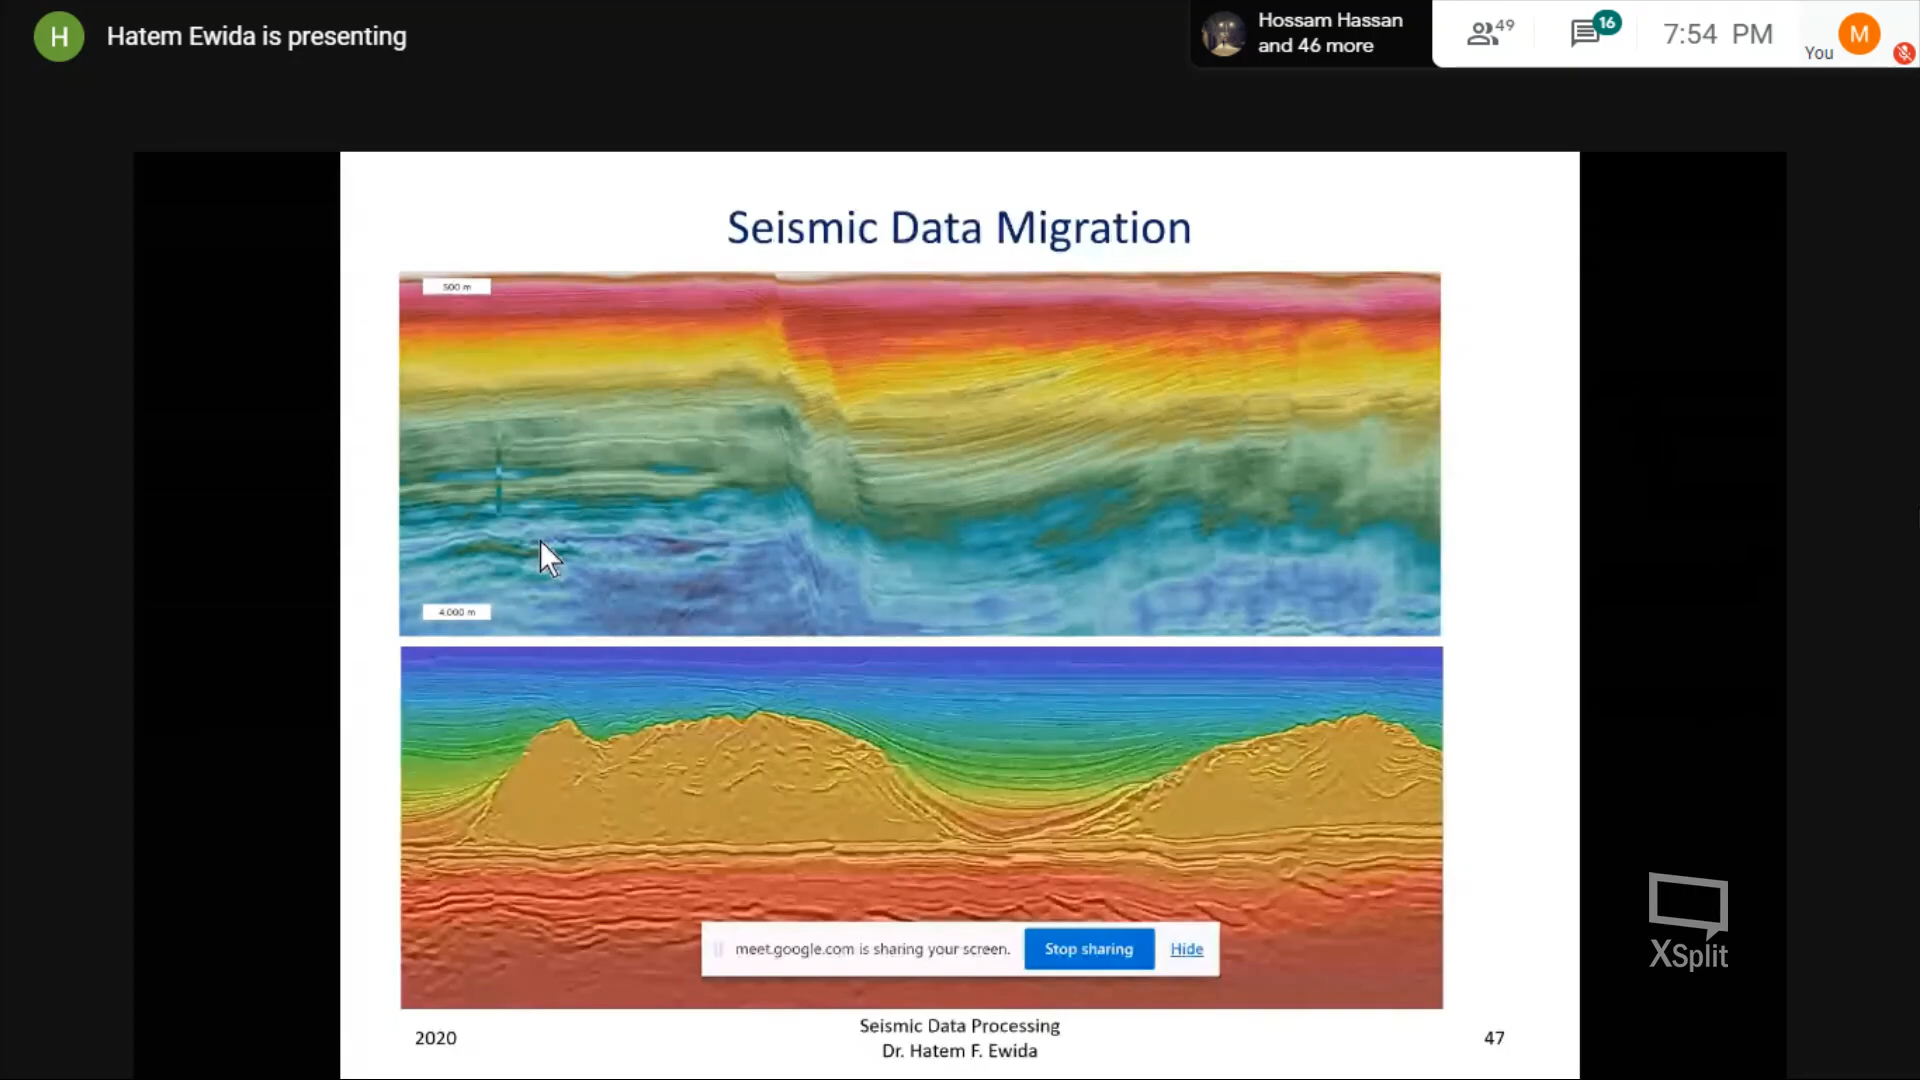 H
Hatem Ewida is presenting
Hossam Hassan
and 46 more
49
16
7:54 PM
You
M
Seismic Data Migration
500 m
4.000 m
meet.google.com is sharing your screen.
Stop sharing
Hide
XSplit
2020
Seismic Data Processing
Dr. Hatem F. Ewida
47